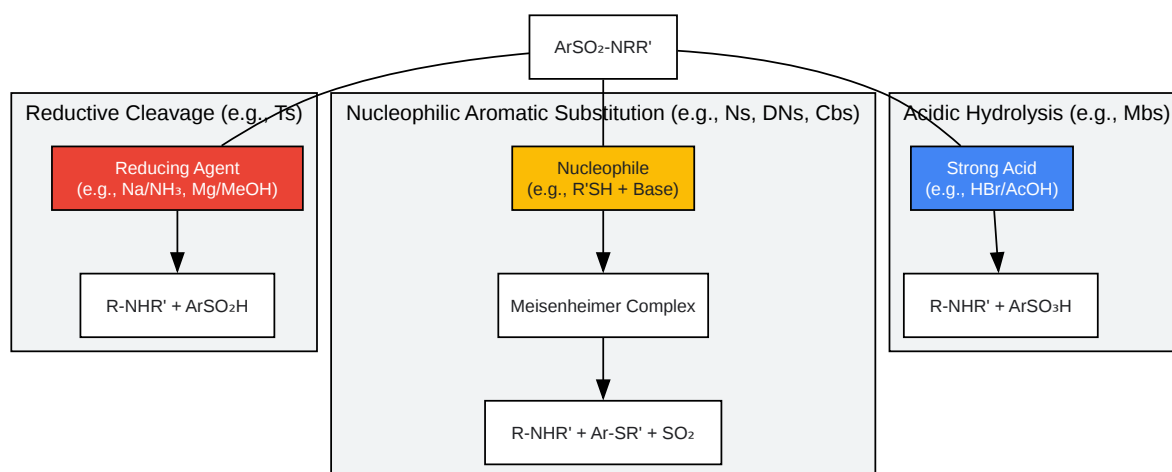 ArSO₂-NRR'
Reductive Cleavage (e.g., Ts)
Nucleophilic Aromatic Substitution (e.g., Ns, DNs, Cbs)
Acidic Hydrolysis (e.g., Mbs)
Reducing Agent
(e.g., Na/NH₃, Mg/MeOH)
Nucleophile
(e.g., R'SH + Base)
Strong Acid
(e.g., HBr/AcOH)
R-NHR' + ArSO₂H
Meisenheimer Complex
R-NHR' + ArSO₃H
R-NHR' + Ar-SR' + SO₂